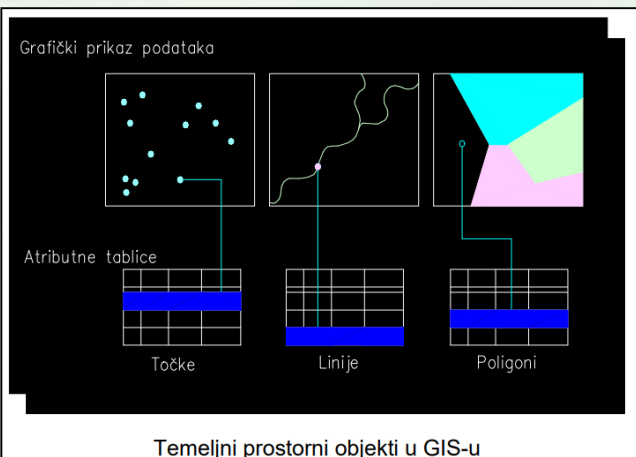 Grafički prikaz podataka
Atributne tablice
Točke
Linije
Poligoni
Temeljni prostorni objekti u GIS-u